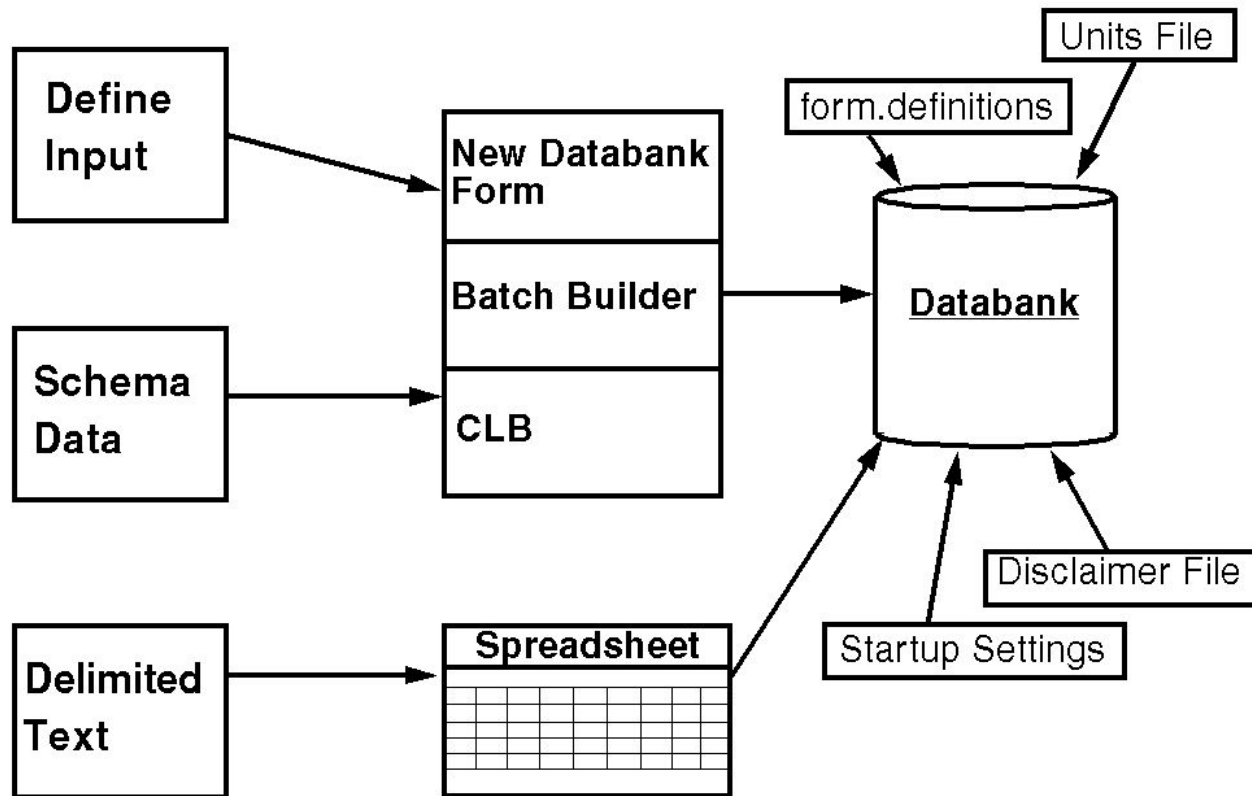 Units File
form.definitions
Define
Input
New Databank
Form
Batch Builder
Databank
Schema
Data
CLB
Disclaimer File
Startup Settings
Spreadsheet
Delimited
Text